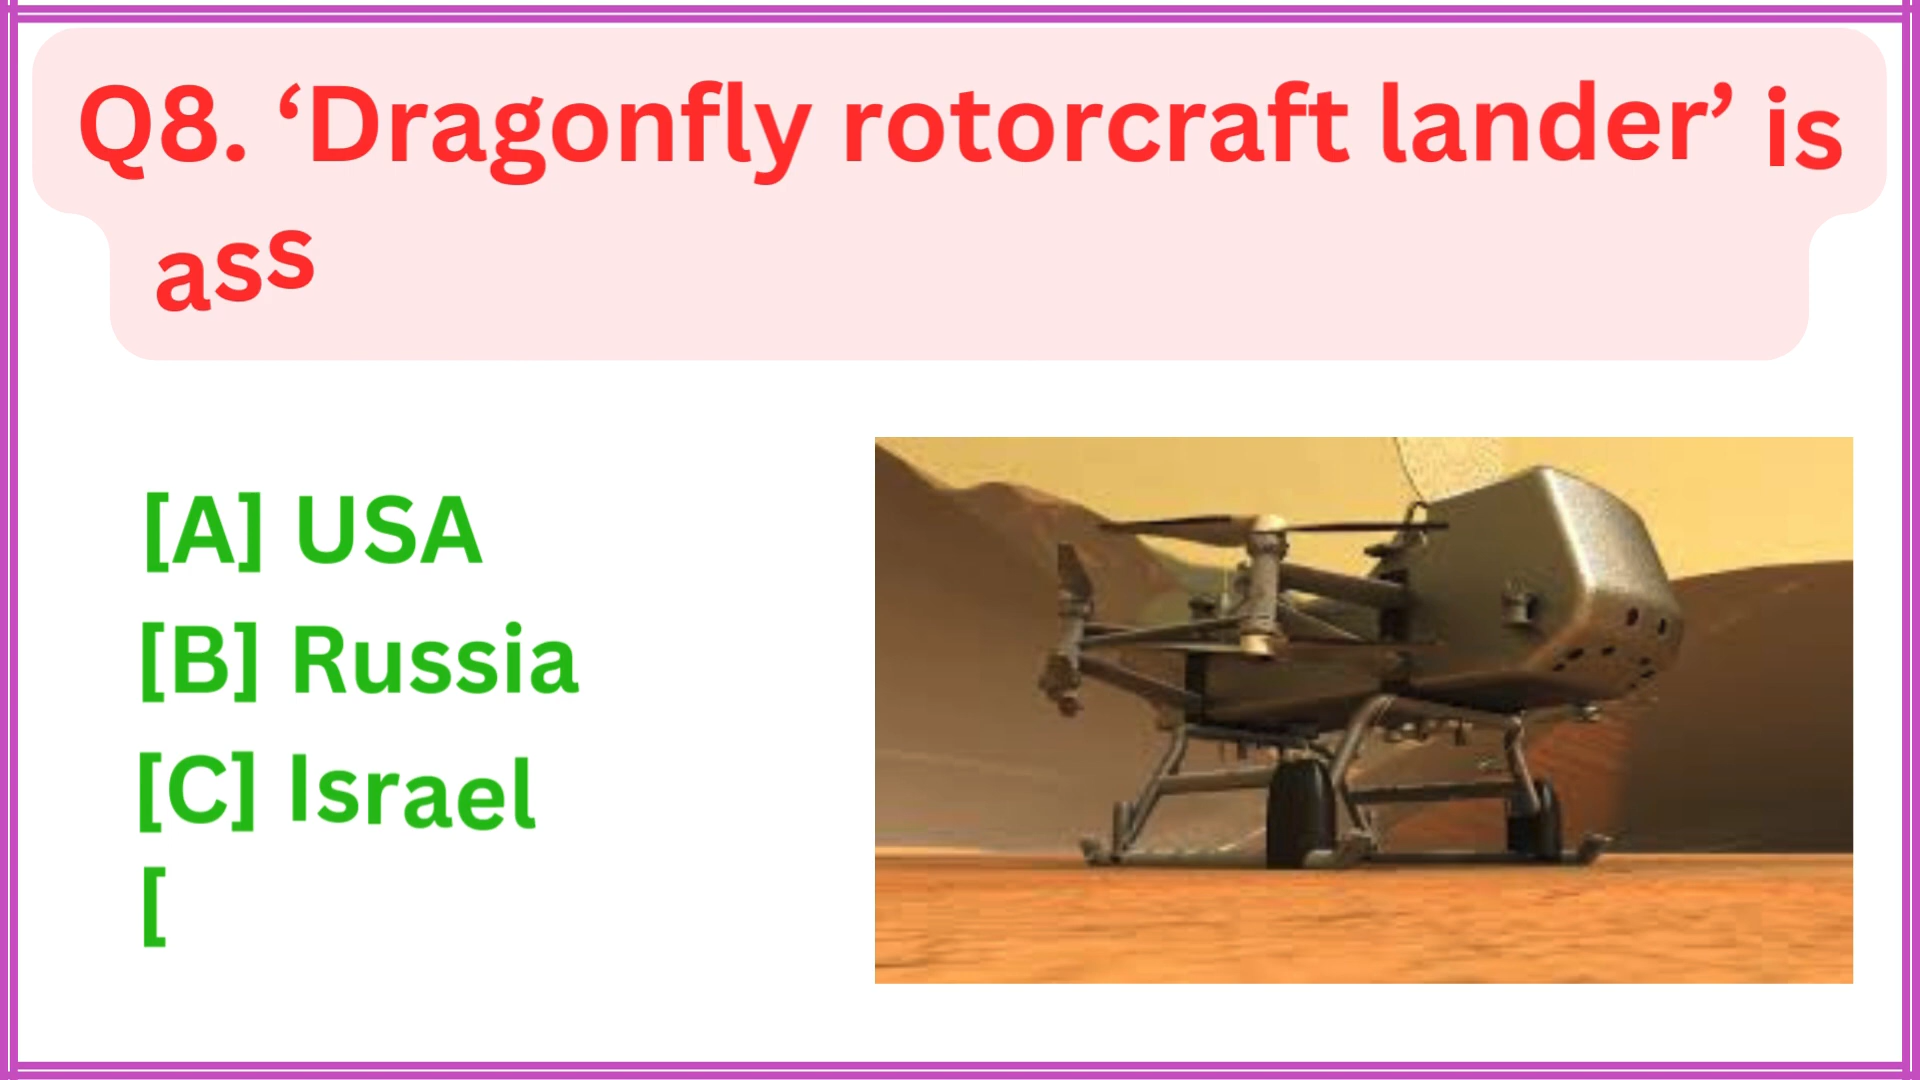 Q8. ‘Dragonfly rotorcraft lander’ is
ass
[A] USA
[B] Russia
[C] Israel
[